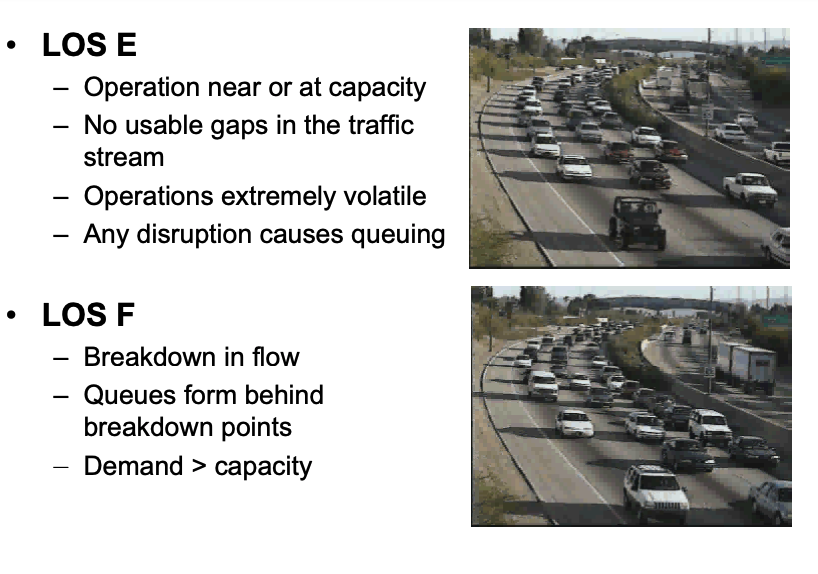 • LOS E
– Operation near or at capacity
– No usable gaps in the traffic
stream
– Operations extremely volatile
– Any disruption causes queuing
• LOS F
– Breakdown in flow
– Queues form behind
breakdown points
– Demand > capacity